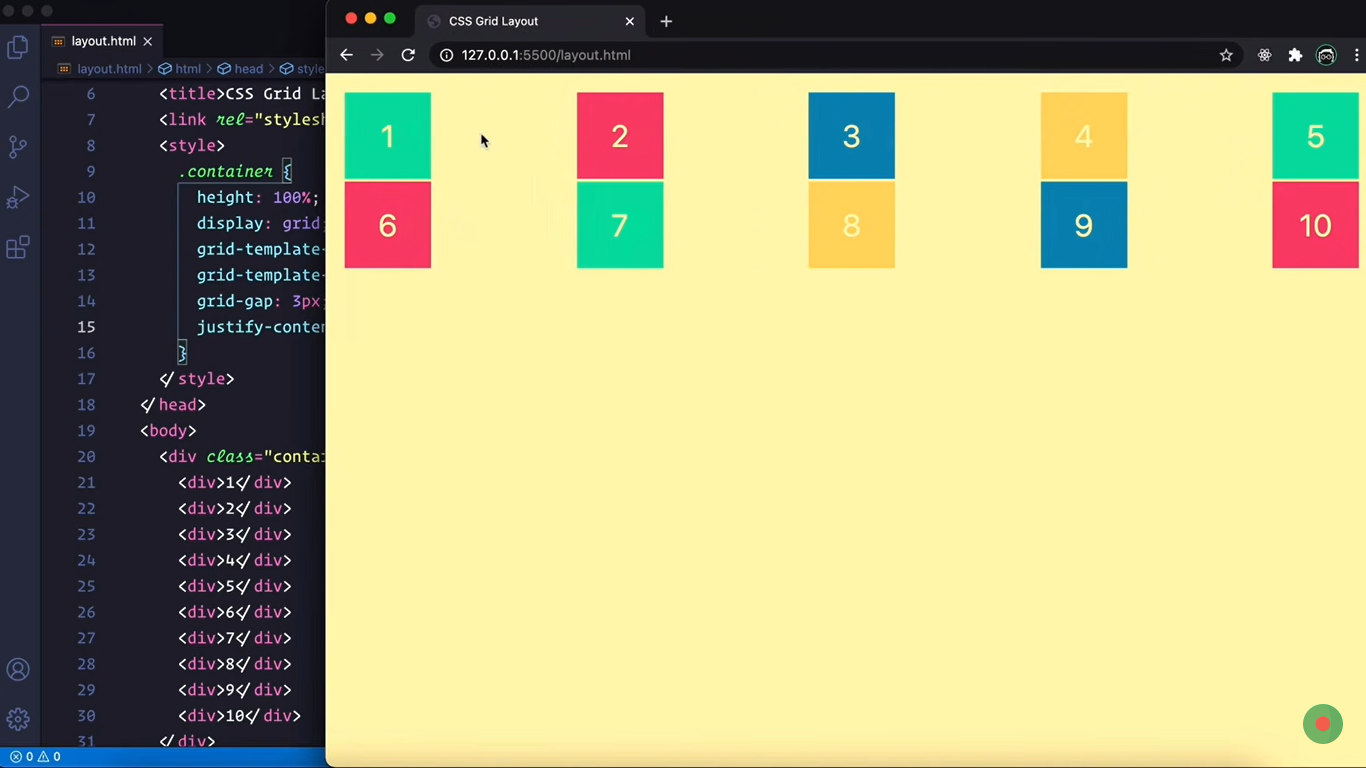 layout.html
layout.html > html > head > style
6 <title>CSS Grid La
7 <link rel="stylesh
8 <style>
9 .container {
10 height: 100%;
11 display: grid;
12 grid-template-
13 grid-template-
14 grid-gap: 3px;
15 justify-conten
16 }
17 </style>
18 </head>
19 <body>
20 <div class="contai
21 <div>1</div>
22 <div>2</div>
23 <div>3</div>
24 <div>4</div>
25 <div>5</div>
26 <div>6</div>
27 <div>7</div>
28 <div>8</div>
29 <div>9</div>
30 <div>10</div>
31 </div>
0 0
CSS Grid Layout
127.0.0.1:5500/layout.html
1 2 3 4 5
6 7 8 9 10